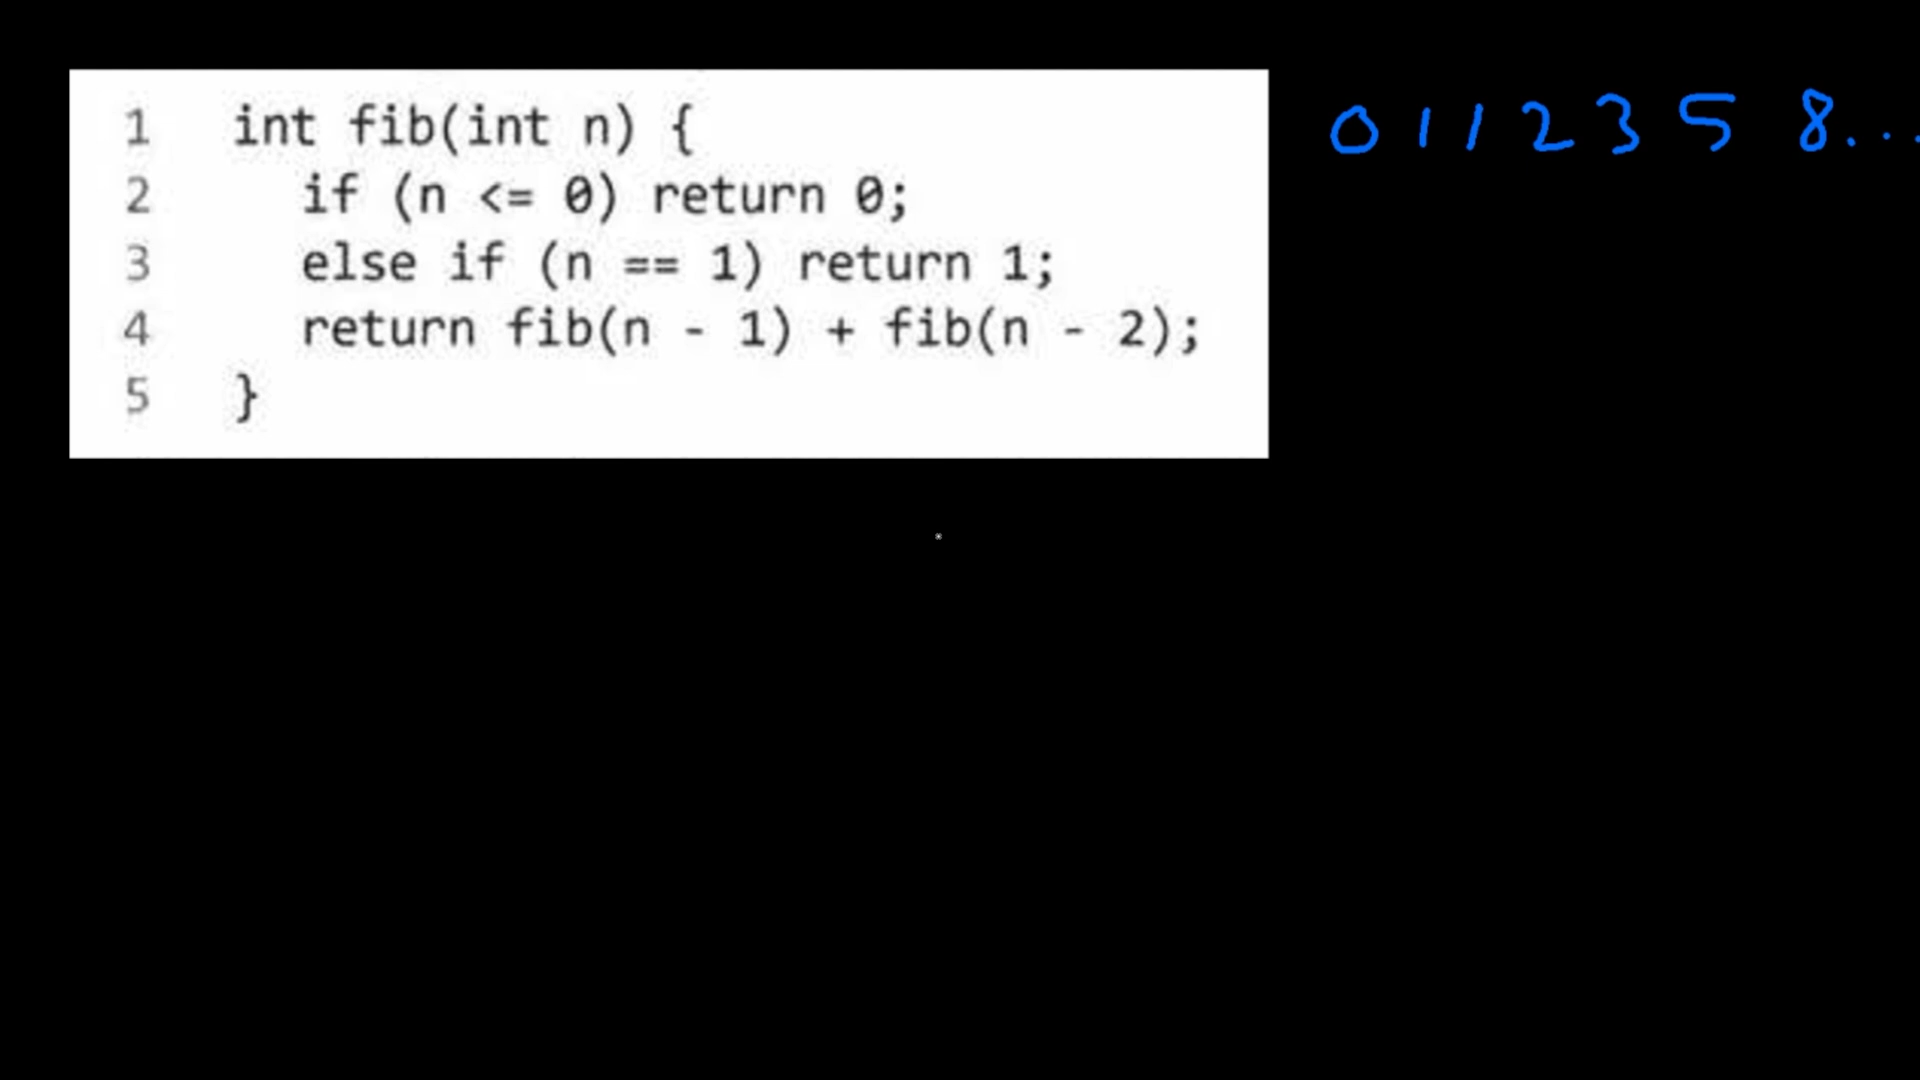 1 int fib(int n) {
2 if (n <= 0) return 0;
3 else if (n == 1) return 1;
4 return fib(n - 1) + fib(n - 2);
5 }
0 1 1 2 3 5 8...